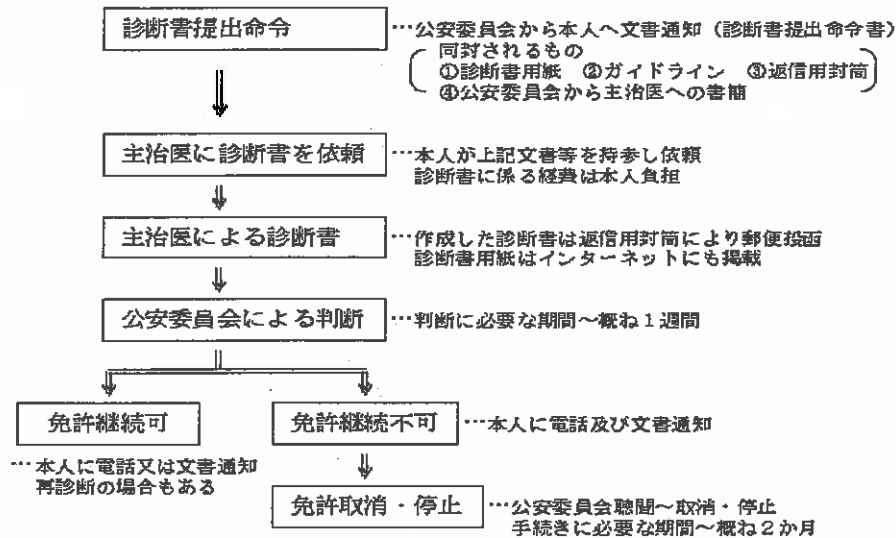 診断書提出命令
…公安委員会から本人へ文書通知（診断書提出命令書）
同封されるもの
①診断書用紙 ②ガイドライン ③返信用封筒
④公安委員会から主治医への書簡
主治医に診断書を依頼
…本人が上記文書等を持参し依頼
診断書に係る経費は本人負担
主治医による診断書
…作成した診断書は返信用封筒により郵便投函
診断書用紙はインターネットにも掲載
公安委員会による判断
…判断に必要な期間～概ね１週間
免許継続可
…本人に電話又は文書通知
再診断の場合もある
免許継続不可
…本人に電話及び文書通知
免許取消・停止
…公安委員会聴聞～取消・停止
手続きに必要な期間～概ね２か月